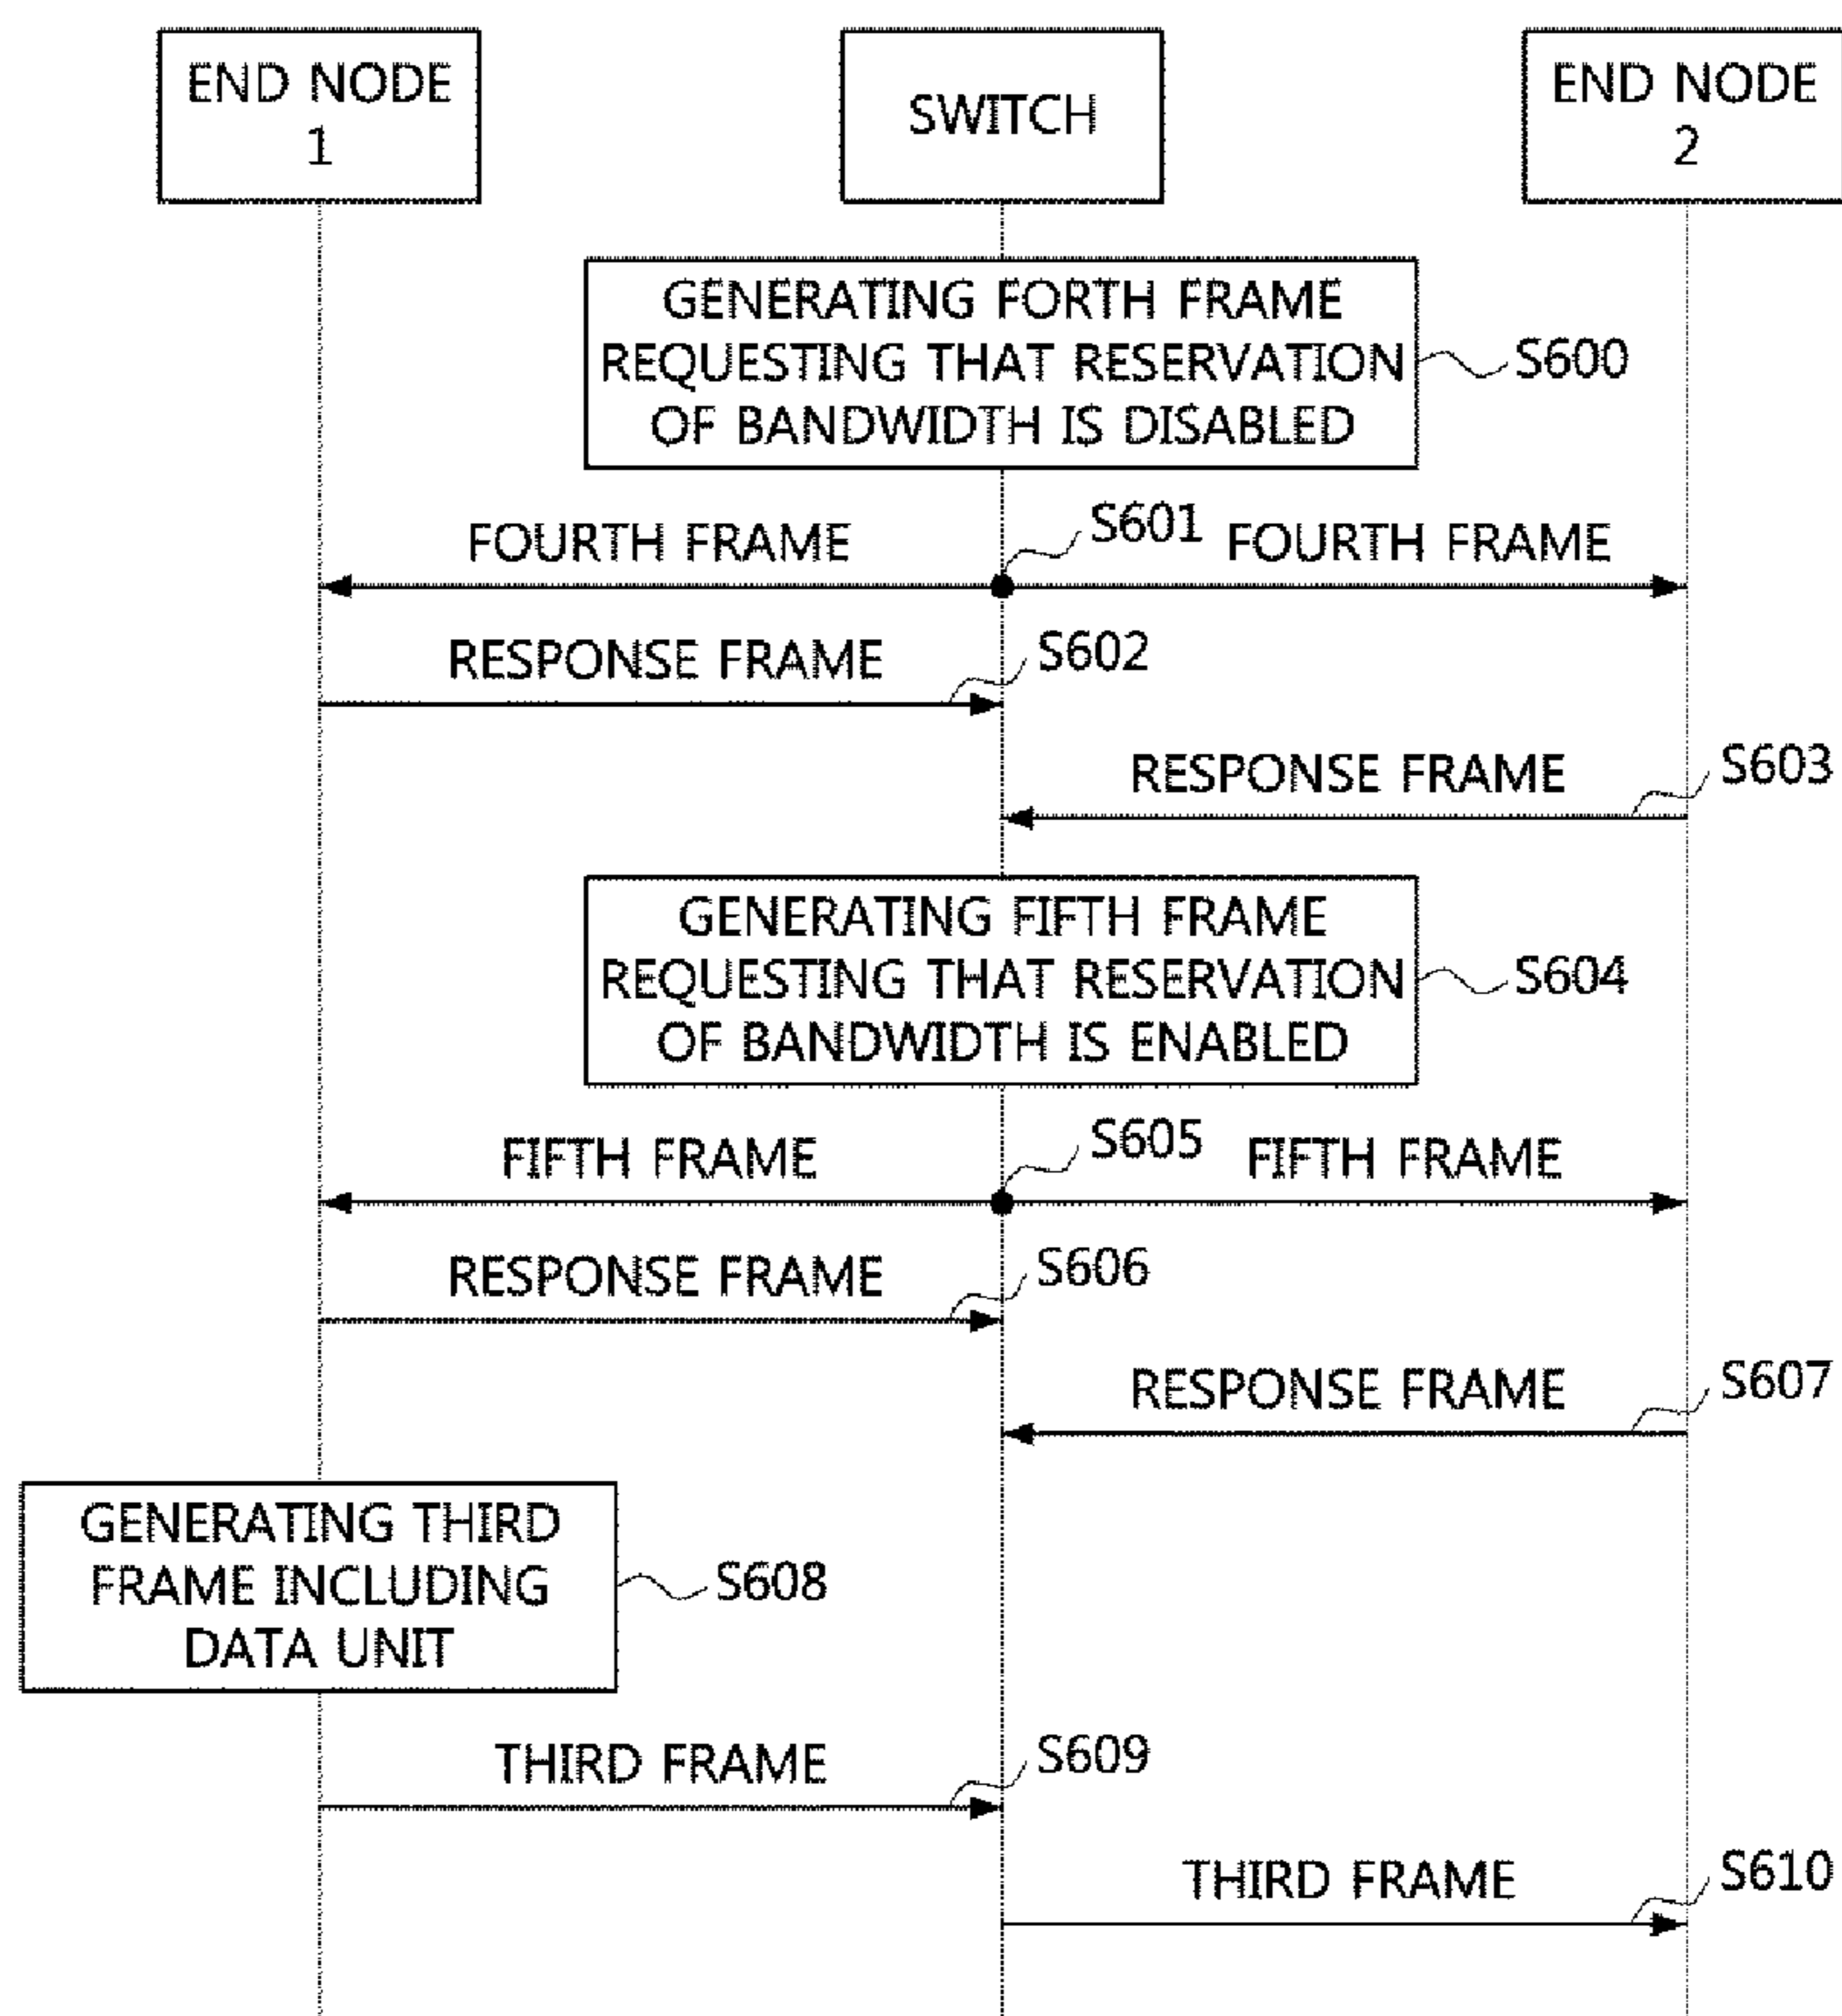 END NODE
1
SWITCH
END NODE
2
GENERATING FORTH FRAME
REQUESTING THAT RESERVATION
OF BANDWIDTH IS DISABLED
S600
FOURTH FRAME
S601
FOURTH FRAME
RESPONSE FRAME
S602
RESPONSE FRAME
S603
GENERATING FIFTH FRAME
REQUESTING THAT RESERVATION
OF BANDWIDTH IS ENABLED
S604
FIFTH FRAME
S605
FIFTH FRAME
RESPONSE FRAME
S606
RESPONSE FRAME
S607
GENERATING THIRD
FRAME INCLUDING
DATA UNIT
S608
THIRD FRAME
S609
THIRD FRAME
S610